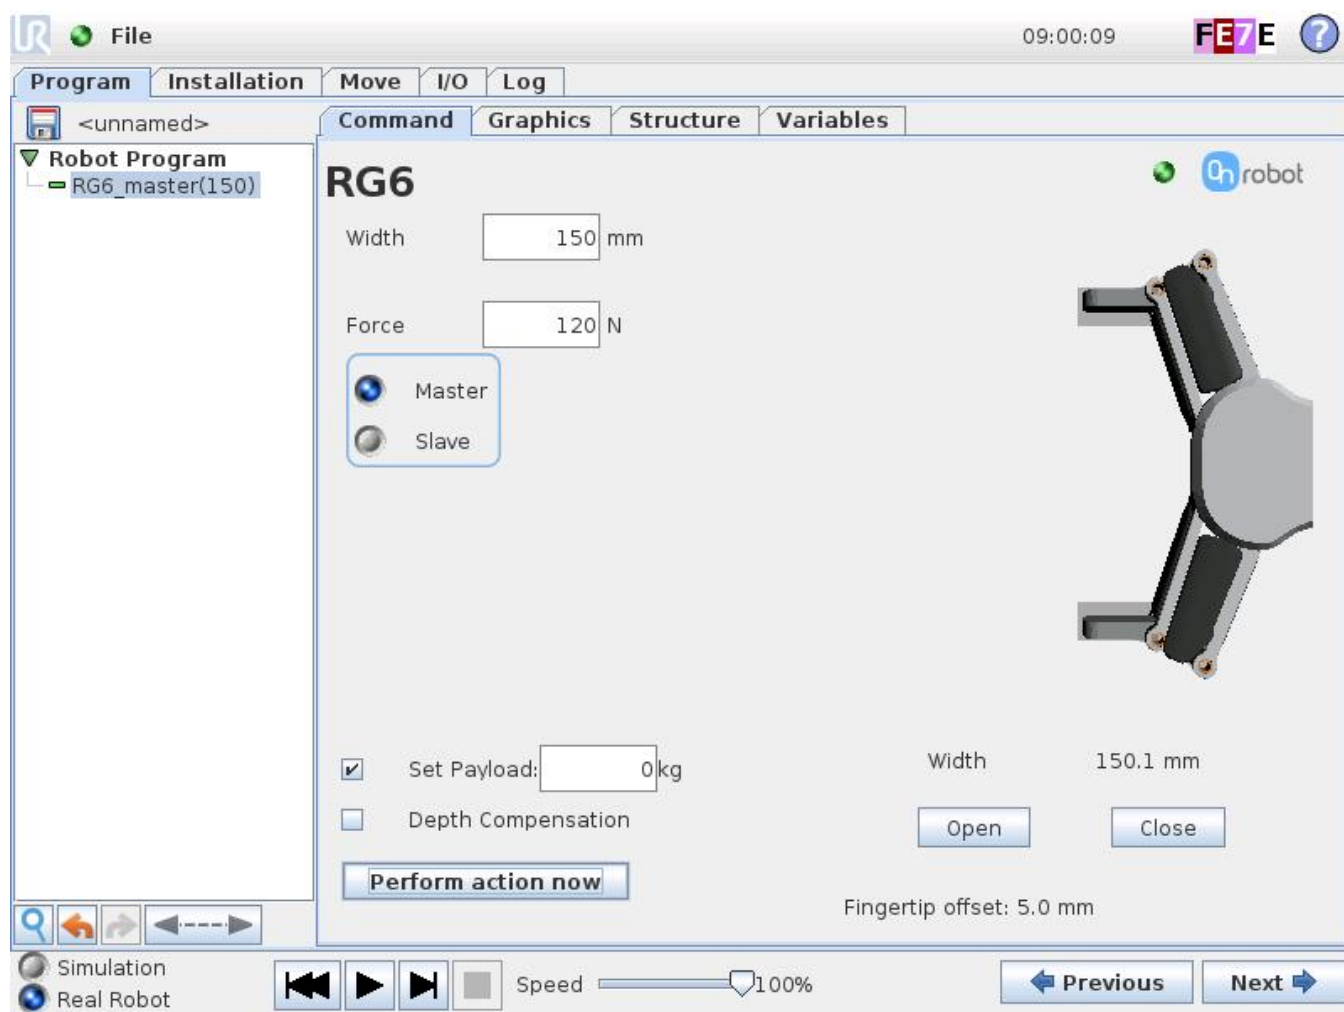 UR File 09:00:09 FE7E ?
Program Installation Move I/O Log
<unnamed> Command Graphics Structure Variables
Robot Program
RG6_master(150)
RG6
On robot
Width 150 mm
Force 120 N
Master
Slave
Set Payload: 0 kg
Width 150.1 mm
Depth Compensation
Open Close
Perform action now
Fingertip offset: 5.0 mm
Simulation
Real Robot
Speed 100%
Previous Next